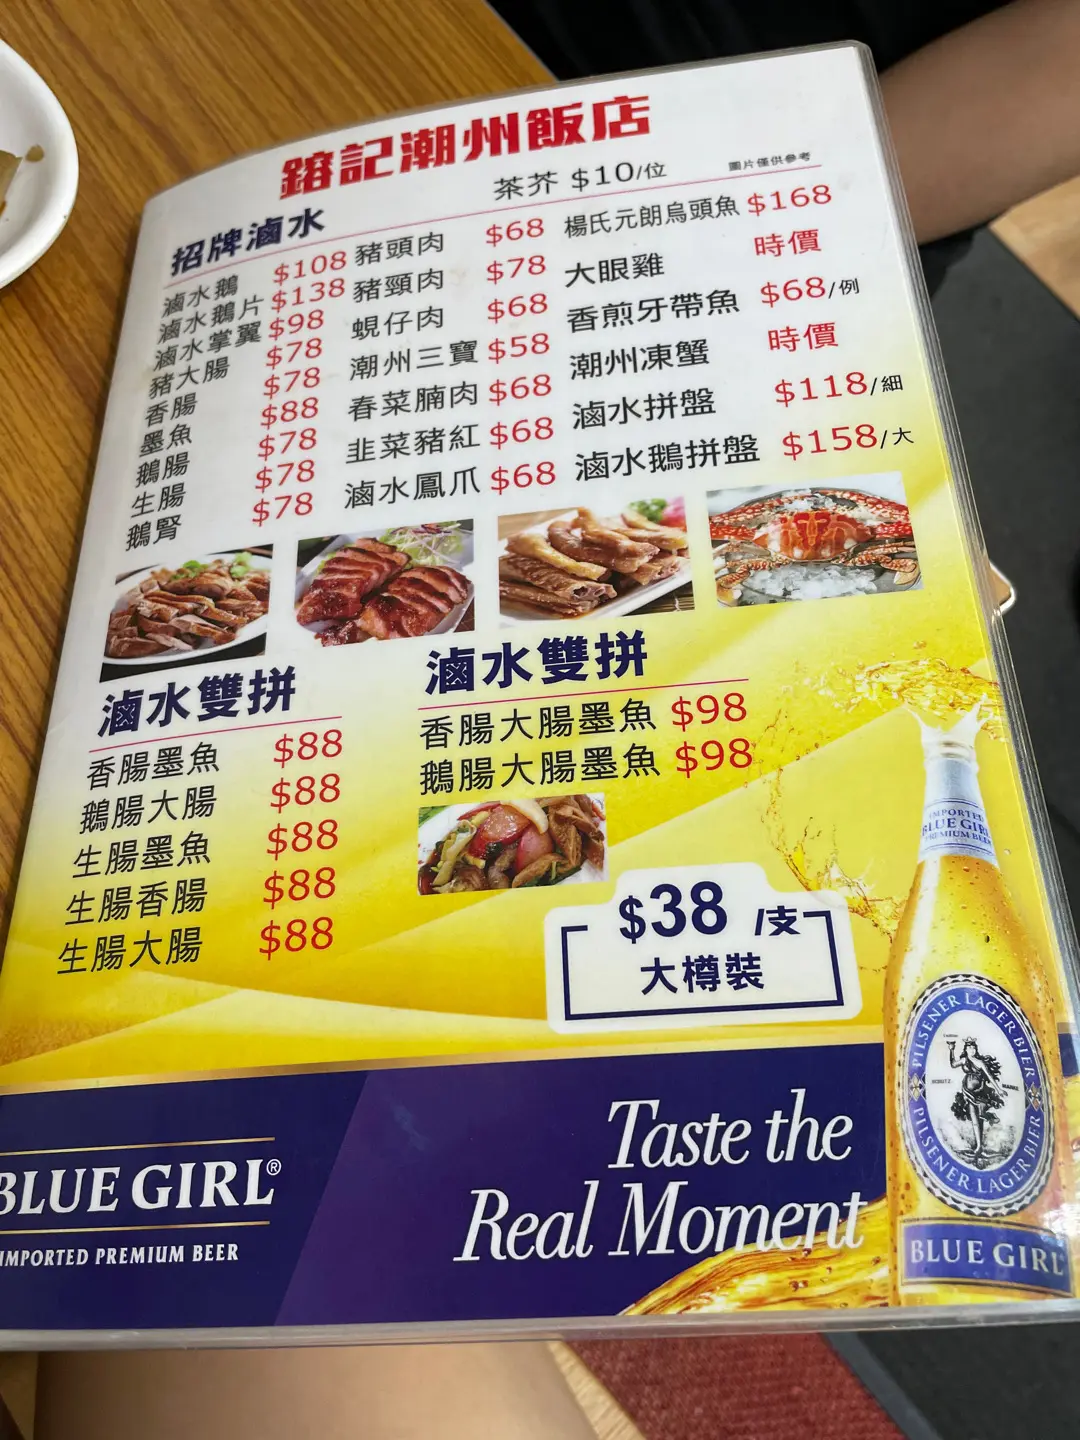 鎔記潮州飯店
茶芥 $10/位
圖片僅供參考
招牌滷水
滷水鵝 $108
滷水鵝片 $138
滷水掌翼 $98
豬大腸 $78
香腸 $78
墨魚 $88
鵝腸 $78
生腸 $78
鵝腎 $78
豬頭肉 $68
豬頸肉 $78
蜆仔肉 $68
潮州三寶 $58
春菜腩肉 $68
韭菜豬紅 $68
滷水鳳爪 $68
楊氏元朗烏頭魚 $168
大眼雞 時價
香煎牙帶魚 $68/例
潮州凍蟹 時價
滷水拼盤 $118/細
滷水鵝拼盤 $158/大
滷水雙拼
香腸墨魚 $88
鵝腸大腸 $88
生腸墨魚 $88
生腸香腸 $88
生腸大腸 $88
滷水雙拼
香腸大腸墨魚 $98
鵝腸大腸墨魚 $98
$38 /支
大樽裝
IMPORTED
BLUE GIRL
PREMIUM BEER
PILSENER LAGER BIER
PILSENER LAGER BIER
BLUE GIRL
BLUE GIRL®
IMPORTED PREMIUM BEER
Taste the
Real Moment